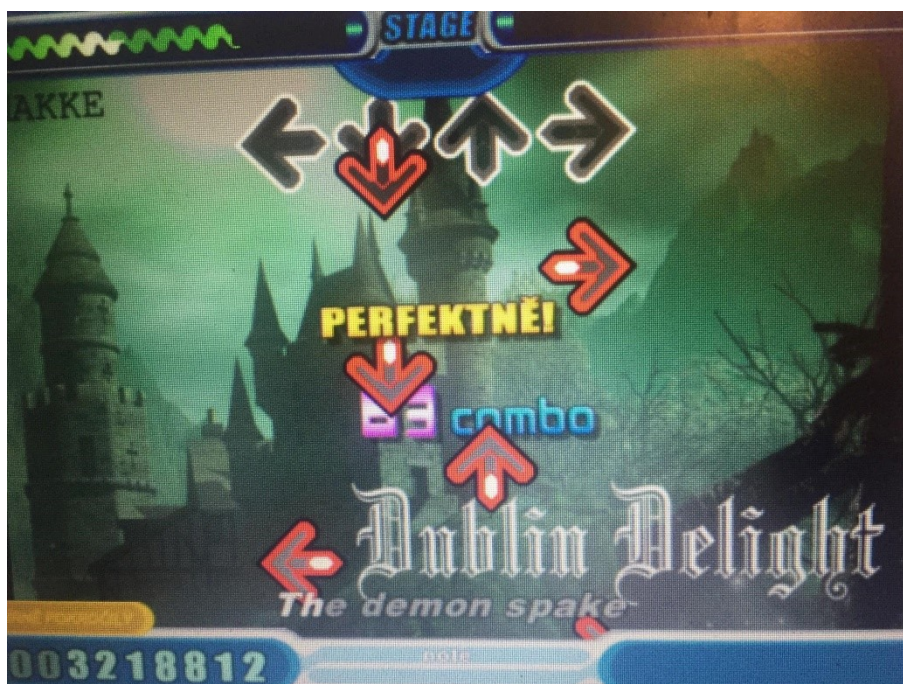 STAGE
AKKE
PERFEKTNĚ!
combo
Dublin Delight
The demon spake
003218812